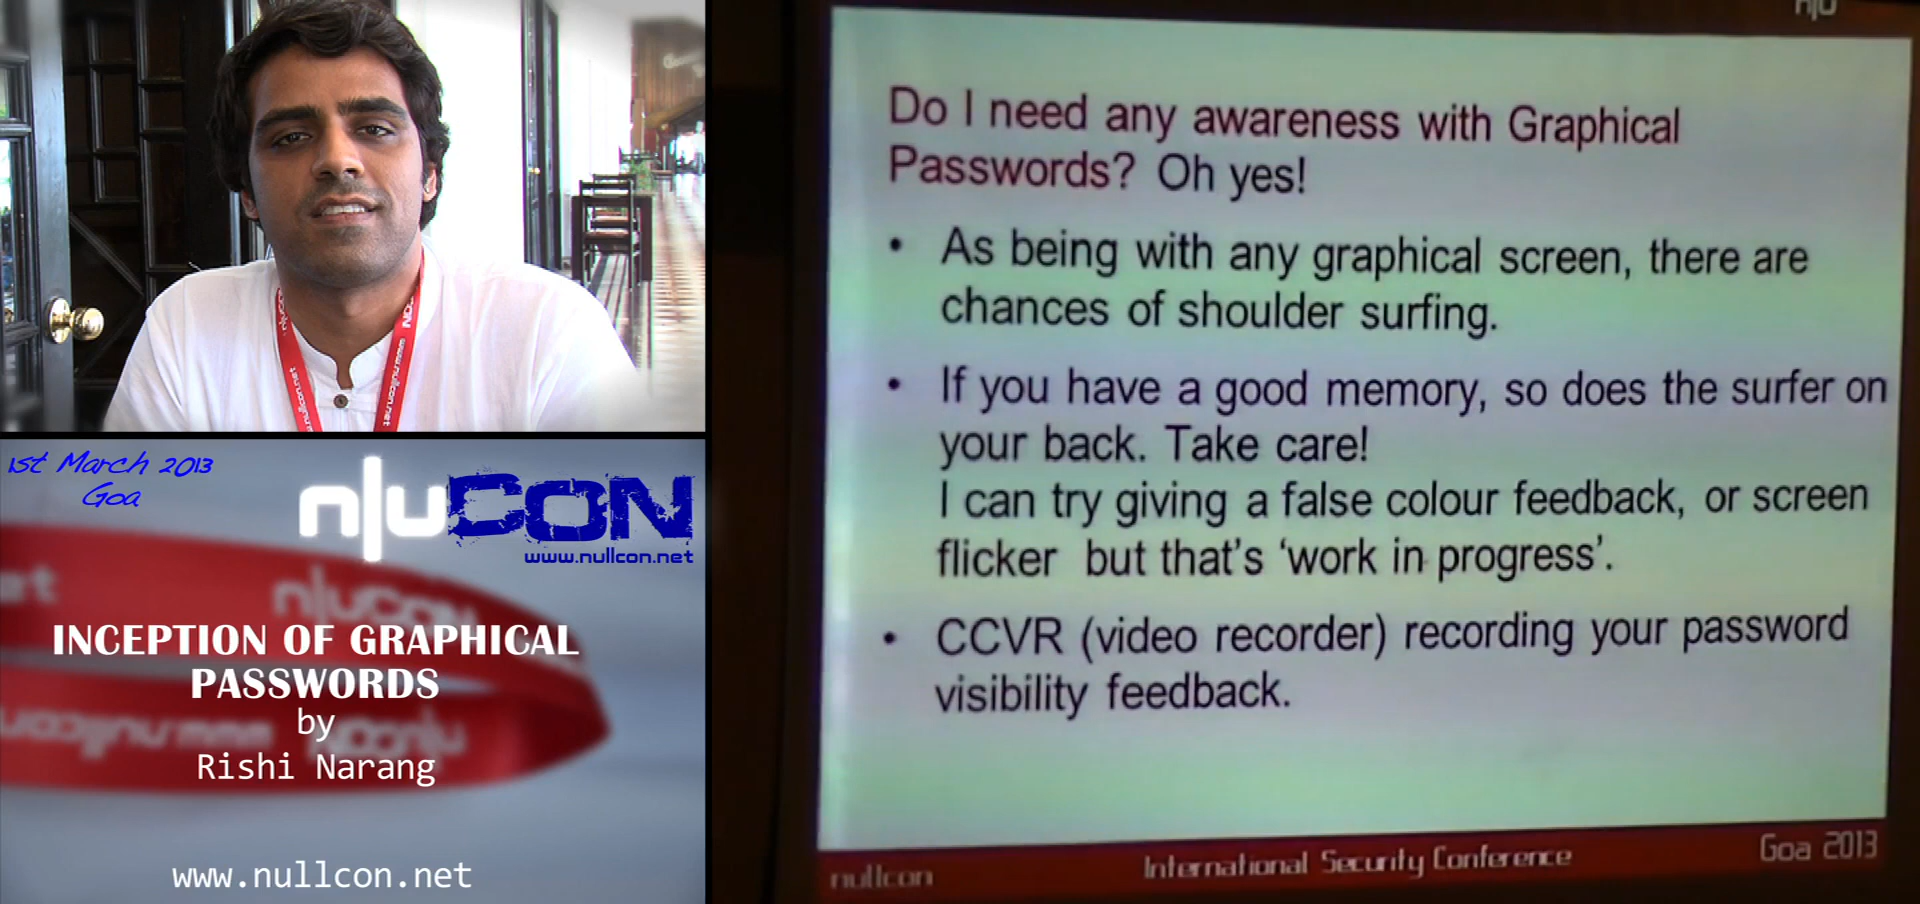 1st March 2013
Goa
n|uCON
www.nullcon.net
INCEPTION OF GRAPHICAL
PASSWORDS
by
Rishi Narang
www.nullcon.net
n|u
Do I need any awareness with Graphical
Passwords? Oh yes!
• As being with any graphical screen, there are
chances of shoulder surfing.
• If you have a good memory, so does the surfer on
your back. Take care!
I can try giving a false colour feedback, or screen
flicker but that's 'work in progress'.
• CCVR (video recorder) recording your password
visibility feedback.
nullcon
International Security Conference
Goa 2013